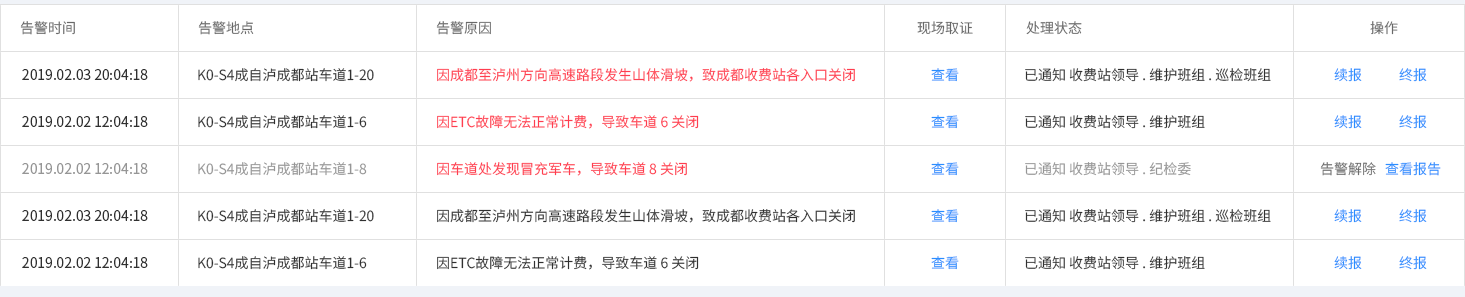 告警时间 告警地点 告警原因 现场取证 处理状态 操作
2019.02.03 20:04:18 K0-S4成自泸成都站车道1-20 因成都至泸州方向高速路段发生山体滑坡，致成都收费站各入口关闭 查看 已通知 收费站领导 . 维护班组 . 巡检班组 续报 终报
2019.02.02 12:04:18 K0-S4成自泸成都站车道1-6 因ETC故障无法正常计费，导致车道 6 关闭 查看 已通知 收费站领导 . 维护班组 续报 终报
2019.02.02 12:04:18 K0-S4成自泸成都站车道1-8 因车道处发现冒充军车，导致车道 8 关闭 查看 已通知 收费站领导 . 纪检委 告警解除 查看报告
2019.02.03 20:04:18 K0-S4成自泸成都站车道1-20 因成都至泸州方向高速路段发生山体滑坡，致成都收费站各入口关闭 查看 已通知 收费站领导 . 维护班组 . 巡检班组 续报 终报
2019.02.02 12:04:18 K0-S4成自泸成都站车道1-6 因ETC故障无法正常计费，导致车道 6 关闭 查看 已通知 收费站领导 . 维护班组 续报 终报